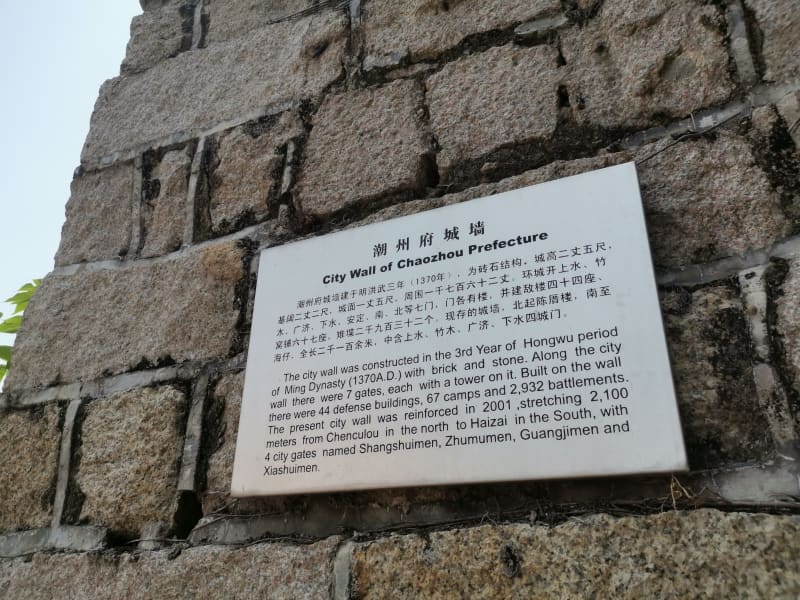 潮州府城墙
City Wall of Chaozhou Prefecture
潮州府城墙建于明洪武三年（1370年），为砖石结构，城高二丈五尺，
基阔二丈二尺，城面一丈五尺，周围一千七百六十二丈。环城开上水、竹
木、广济、下水、安定、南、北等七门，门各有楼，并建敌楼四十四座、
窝铺六十七座。雉堞二千九百三十二个。现存的城墙，北起陈厝楼，南至
海仔，全长二千一百余米，中含上水、竹木、广济、下水四城门。
The city wall was constructed in the 3rd Year of Hongwu period
of Ming Dynasty (1370A.D.) with brick and stone. Along the city
wall there were 7 gates, each with a tower on it. Built on the wall
there were 44 defense buildings, 67 camps and 2,932 battlements.
The present city wall was reinforced in 2001 ,stretching 2,100
meters from Chenculou in the north to Haizai in the South, with
4 city gates named Shangshuimen, Zhumumen, Guangjimen and
Xiashuimen.